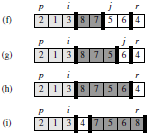 p i j r
(f) 2 1 3 8 7 5 6 4
p i j r
(g) 2 1 3 8 7 5 6 4
p i r
(h) 2 1 3 8 7 5 6 4
p i r
(i) 2 1 3 4 7 5 6 8